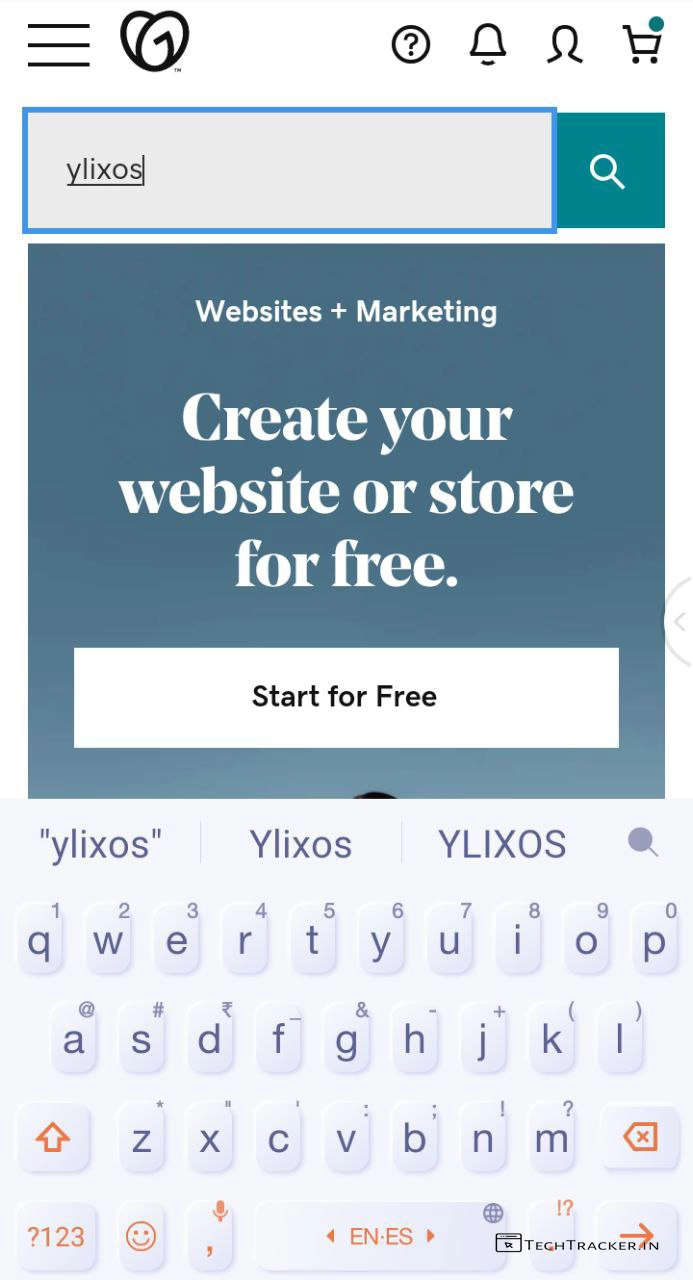 TM
ylixos
Websites + Marketing
Create your
website or store
for free.
Start for Free
"ylixos" Ylixos YLIXOS
1 2 3 4 5 6 7 8 9 0
q w e r t y u i o p
@ # ₹ _ & - + ( )
a s d f g h j k l
* " ' : ; ! ?
z x c v b n m
!?
?123 , EN·ES .
TECHTRACKER.IN